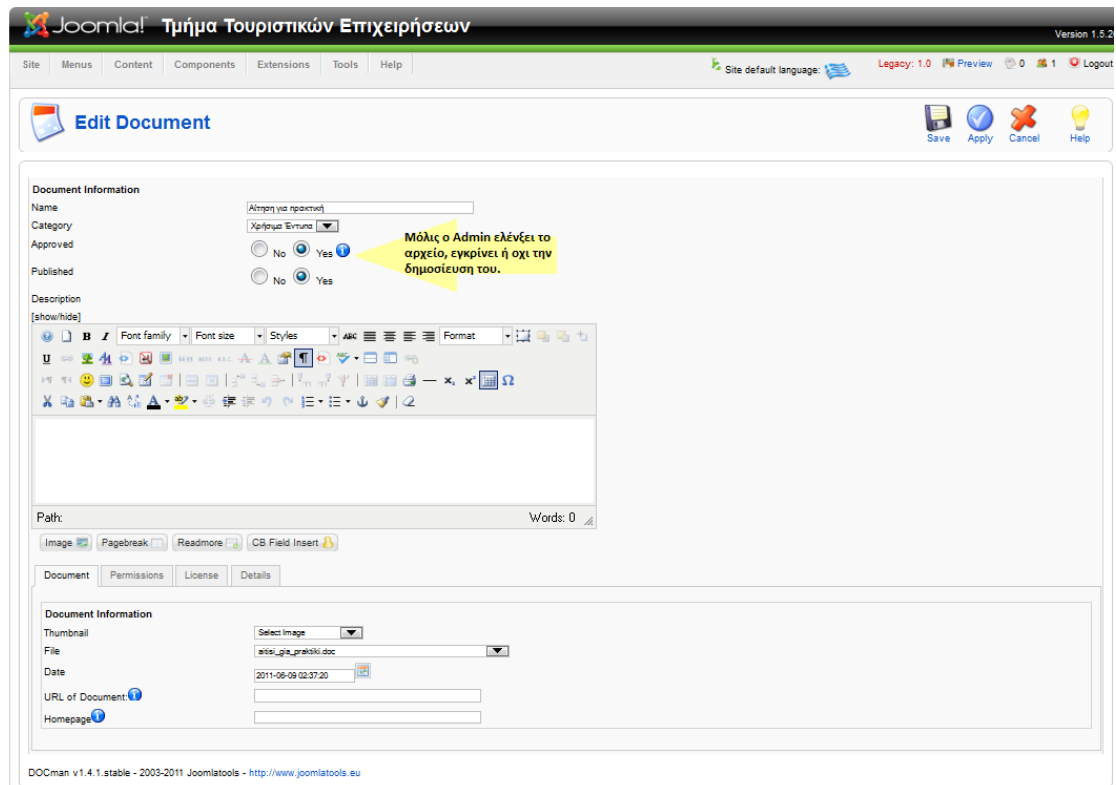 Joomla! Τμήμα Τουριστικών Επιχειρήσεων
Version 1.5.2
Site Menus Content Components Extensions Tools Help Site default language: Legacy: 1.0 Preview 0 1 Logout
Edit Document
Save Apply Cancel Help
Document Information
Name Αίτηση για πρακτική
Category Χρήσιμα Έντυπα
Approved No Yes
Μόλις ο Admin ελένξει το
αρχείο, εγκρίνει ή οχι την
δημοσίευση του.
Published No Yes
Description
[show/hide]
B I Font family Font size Styles ABC Format
U
X
Path: Words: 0
Image Pagebreak Readmore CB Field Insert
Document Permissions License Details
Document Information
Thumbnail Select Image
File aitisi_gia_praktiki.doc
Date 2011-06-09 02:37:20
URL of Document:
Homepage
DOCman v1.4.1.stable - 2003-2011 Joomlatools - http://www.joomlatools.eu